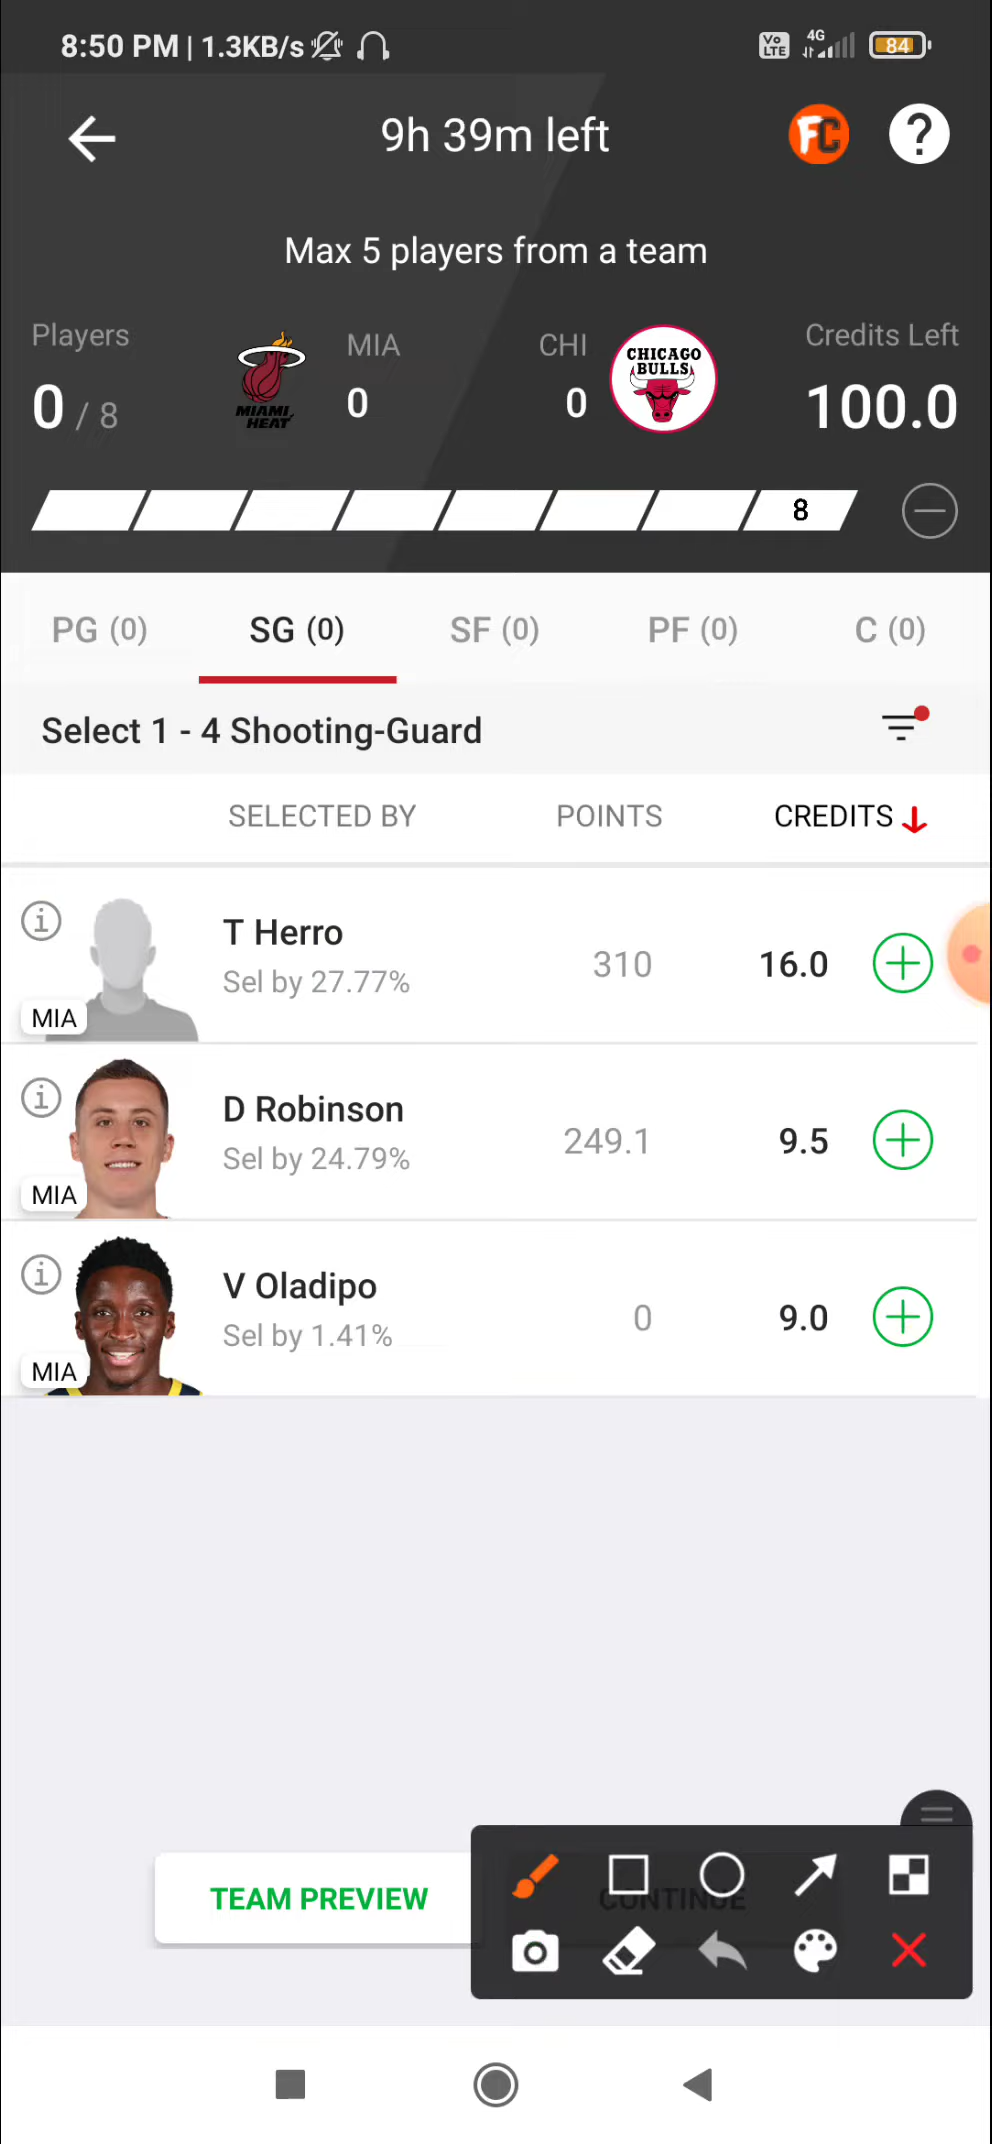 8:50 PM | 1.3KB/s
Vo LTE 4G 84
9h 39m left
FC ?
Max 5 players from a team
Players
MIA
CHI
Credits Left
0 / 8
MIAMI HEAT
0
0
CHICAGO BULLS
100.0
8
PG (0) SG (0) SF (0) PF (0) C (0)
Select 1 - 4 Shooting-Guard
SELECTED BY POINTS CREDITS
T Herro
Sel by 27.77%
310 16.0
MIA
D Robinson
Sel by 24.79%
249.1 9.5
MIA
V Oladipo
Sel by 1.41%
0 9.0
MIA
TEAM PREVIEW CONTINUE